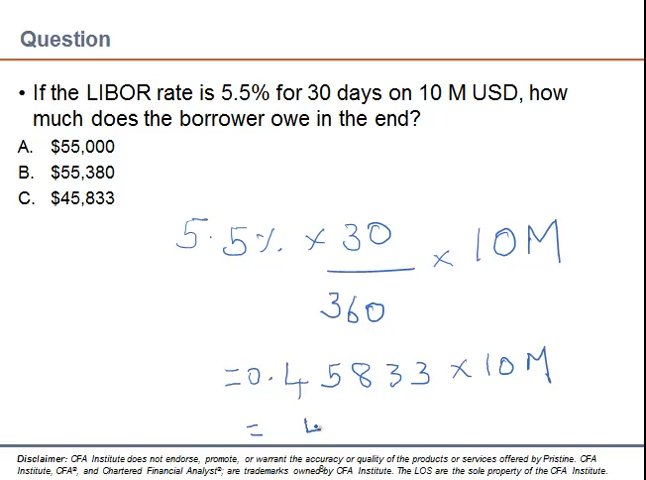 Question
• If the LIBOR rate is 5.5% for 30 days on 10 M USD, how
much does the borrower owe in the end?
A. $55,000
B. $55,380
C. $45,833
5.5% × 30 × 10M
360
=0.45833 × 10M
= 4
Disclaimer: CFA Institute does not endorse, promote, or warrant the accuracy or quality of the products or services offered by Pristine. CFA
Institute, CFA®, and Chartered Financial Analyst®; are trademarks owned by CFA Institute. The LOS are the sole property of the CFA Institute.